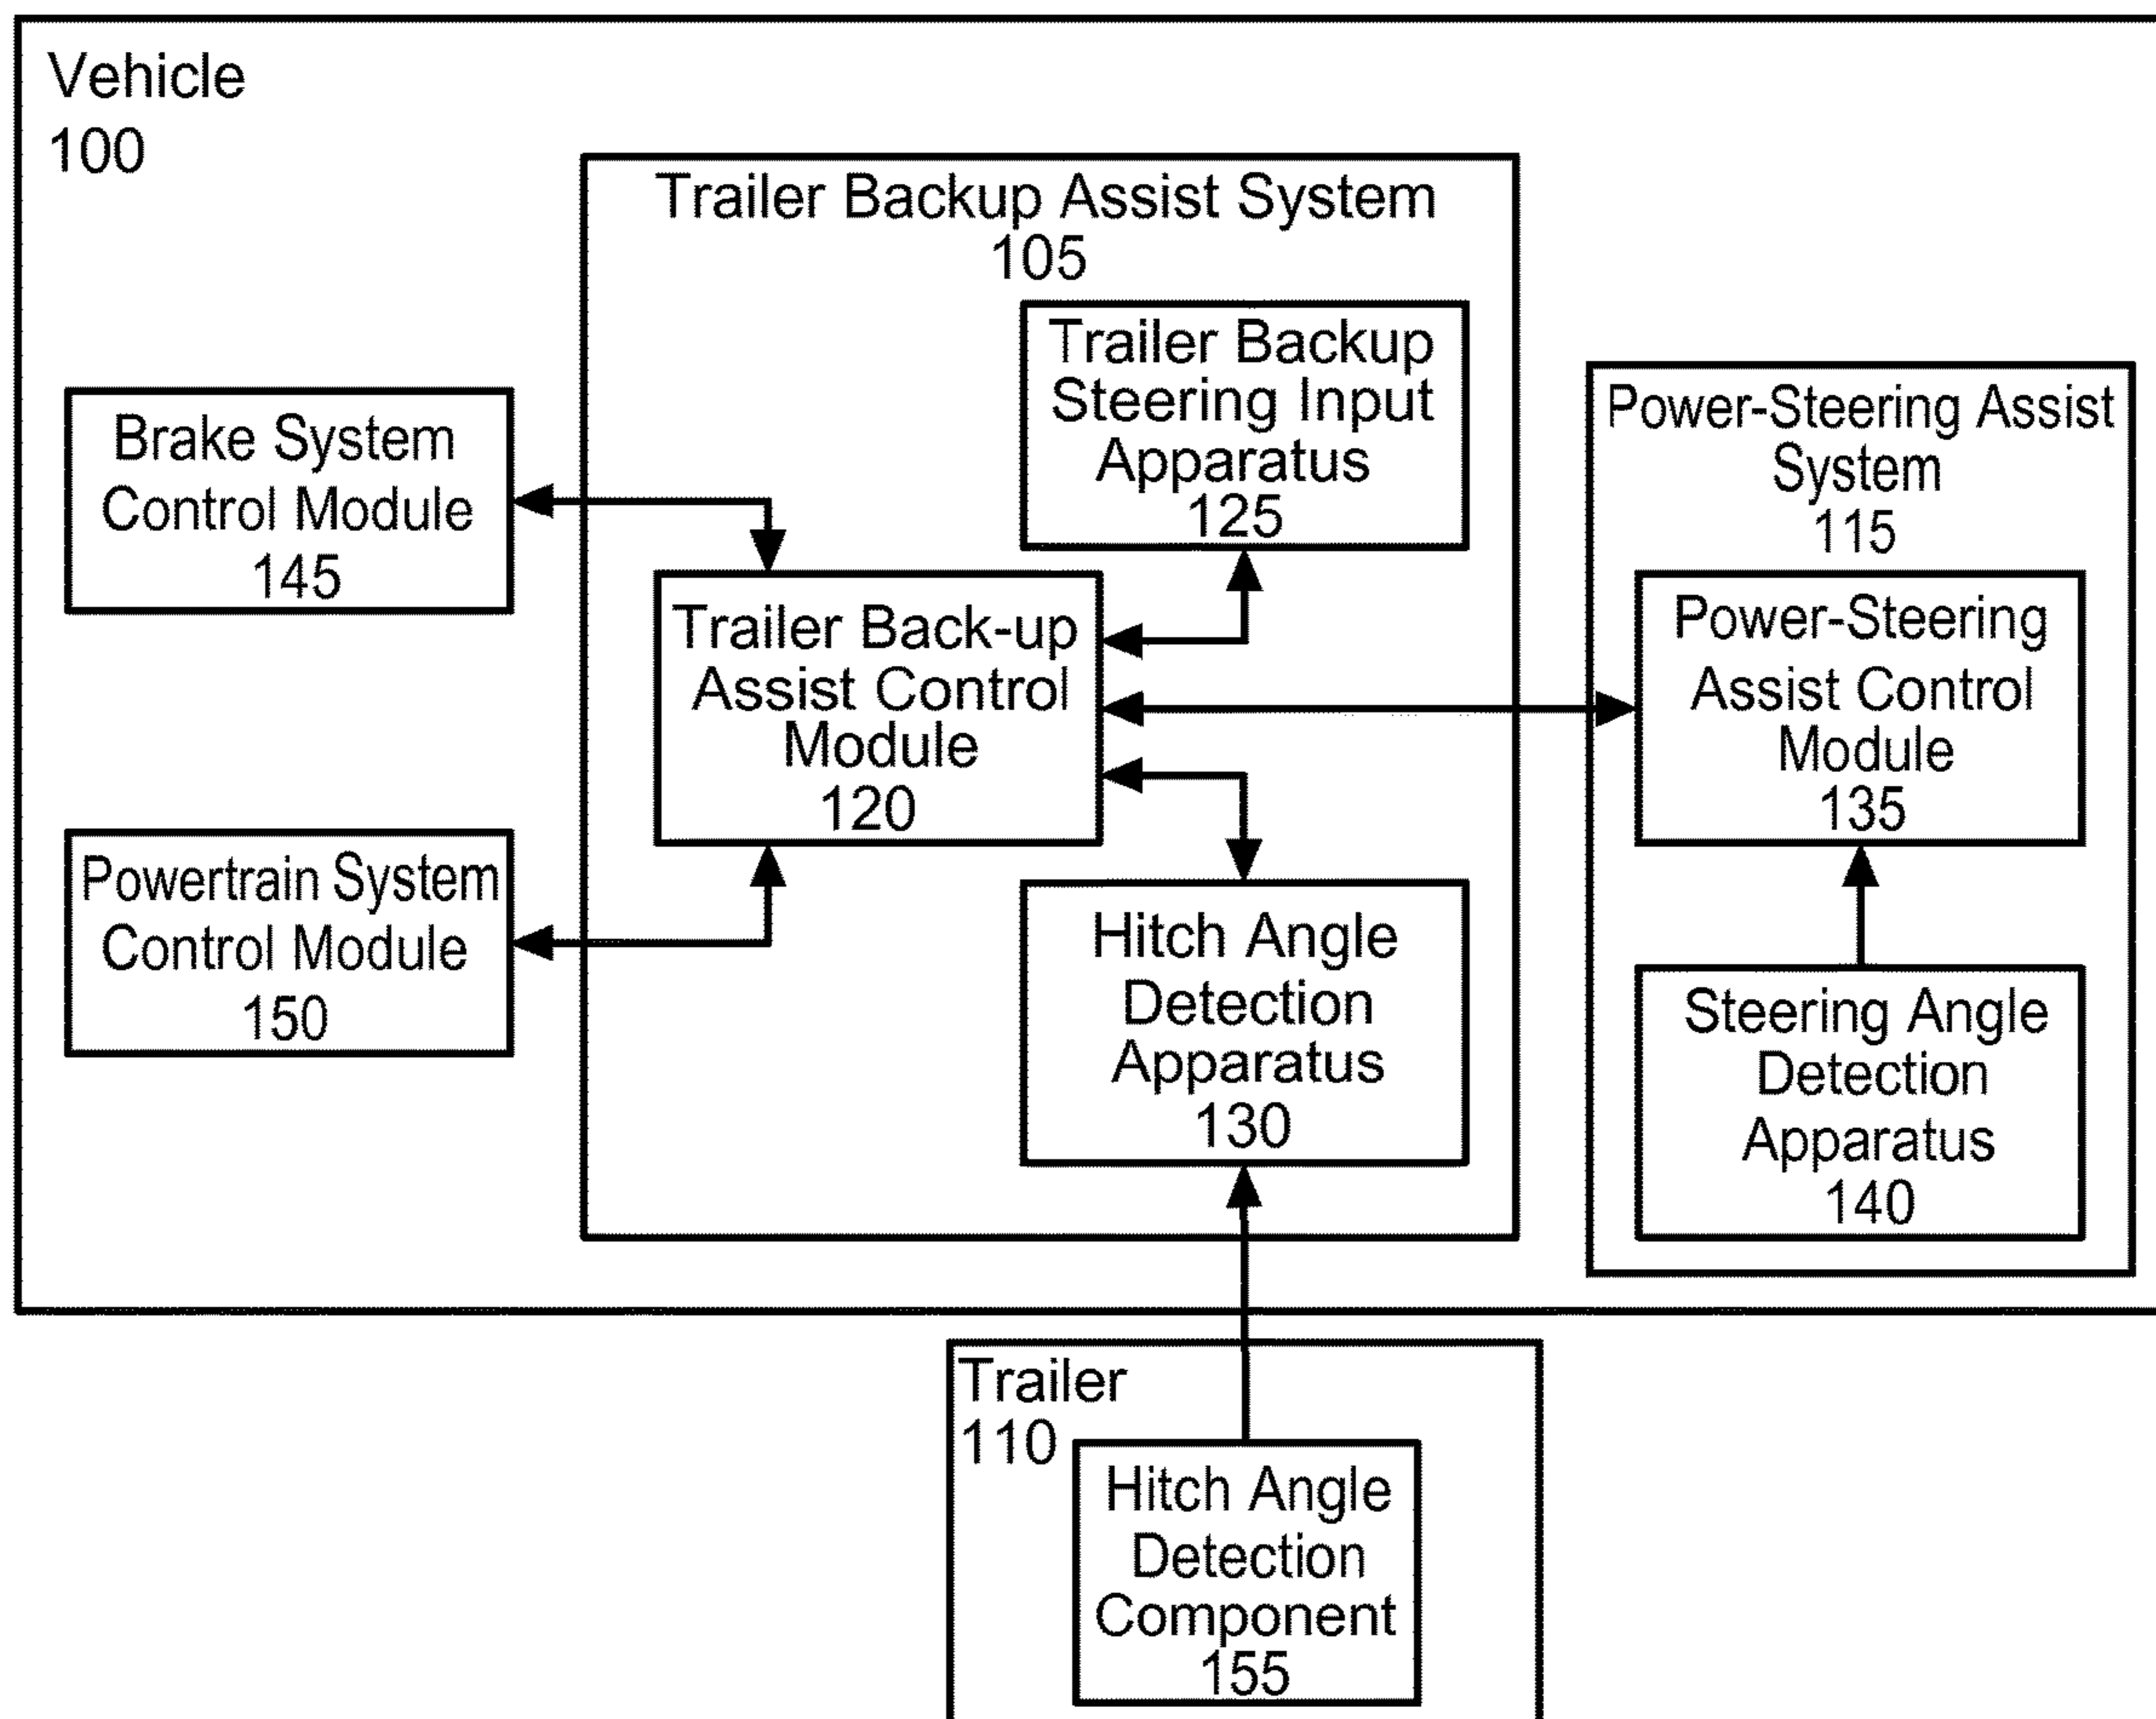 Vehicle
100
Trailer Backup Assist System
105
Trailer Backup
Steering Input
Apparatus
125
Brake System
Control Module
145
Power-Steering Assist
System
115
Trailer Back-up
Assist Control
Module
120
Power-Steering
Assist Control
Module
135
Powertrain System
Control Module
150
Hitch Angle
Detection
Apparatus
130
Steering Angle
Detection
Apparatus
140
Trailer
110
Hitch Angle
Detection
Component
155